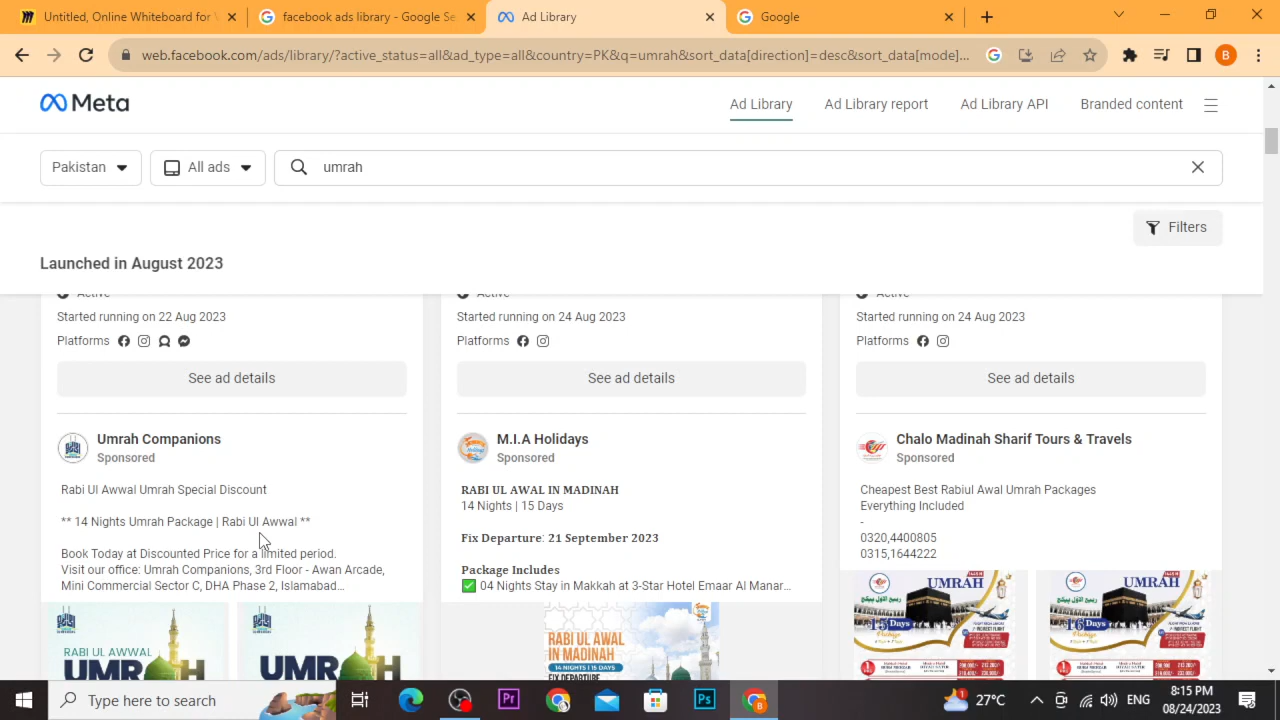 Untitled, Online Whiteboard for V
facebook ads library - Google Se
Ad Library
Google
web.facebook.com/ads/library/?active_status=all&ad_type=all&country=PK&q=umrah&sort_data[direction]=desc&sort_data[mode]...
B
Meta
Ad Library
Ad Library report
Ad Library API
Branded content
Pakistan
All ads
umrah
Filters
Launched in August 2023
Active
Active
Active
Started running on 22 Aug 2023
Started running on 24 Aug 2023
Started running on 24 Aug 2023
Platforms
Platforms
Platforms
See ad details
See ad details
See ad details
Umrah Companions
Sponsored
Rabi Ul Awwal Umrah Special Discount
** 14 Nights Umrah Package | Rabi Ul Awwal **
Book Today at Discounted Price for a limited period.
Visit our office: Umrah Companions, 3rd Floor - Awan Arcade,
Mini Commercial Sector C, DHA Phase 2 Islamabad...
RABI UL AWAL
UMRAH
UMR
M.I.A Holidays
Sponsored
RABI UL AWAL IN MADINAH
14 Nights | 15 Days
Fix Departure: 21 September 2023
Package Includes
✅ 04 Nights Stay in Makkah at 3-Star Hotel Emaar Al Manar...
RABI UL AWAL
IN MADINAH
14 NIGHTS | 15 DAYS
FIX DEPARTURE
Chalo Madinah Sharif Tours & Travels
Sponsored
Cheapest Best Rabiul Awal Umrah Packages
Everything Included
-
0320,4400805
0315,1644222
UMRAH
15 Days
UMRAH
16 Days
Type here to search
Pr
Ps
B
1
27°C
ENG
8:15 PM
08/24/2023